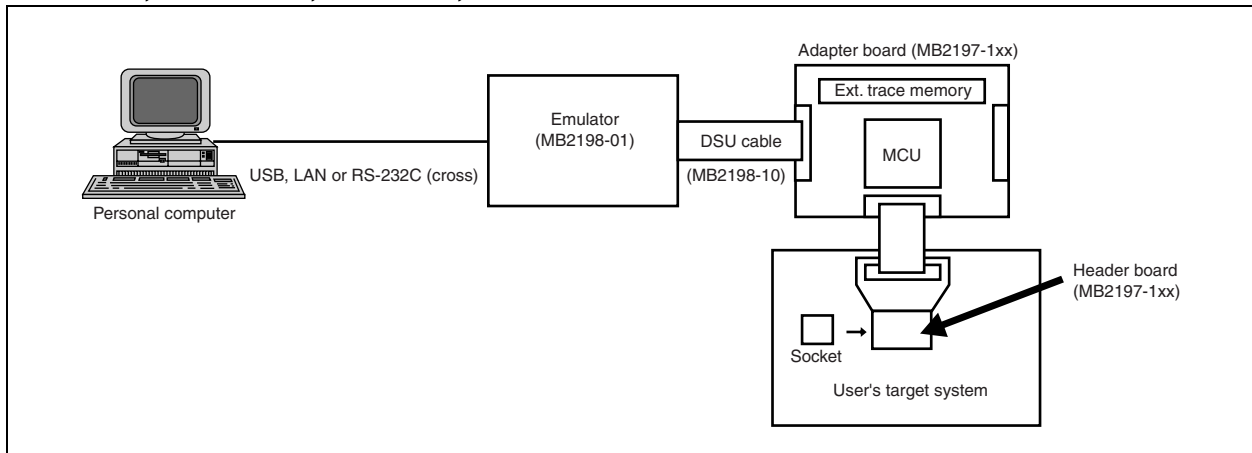 Personal computer
USB, LAN or RS-232C (cross)
Emulator
(MB2198-01)
DSU cable
(MB2198-10)
Adapter board (MB2197-1xx)
Ext. trace memory
MCU
Header board
(MB2197-1xx)
Socket
User's target system